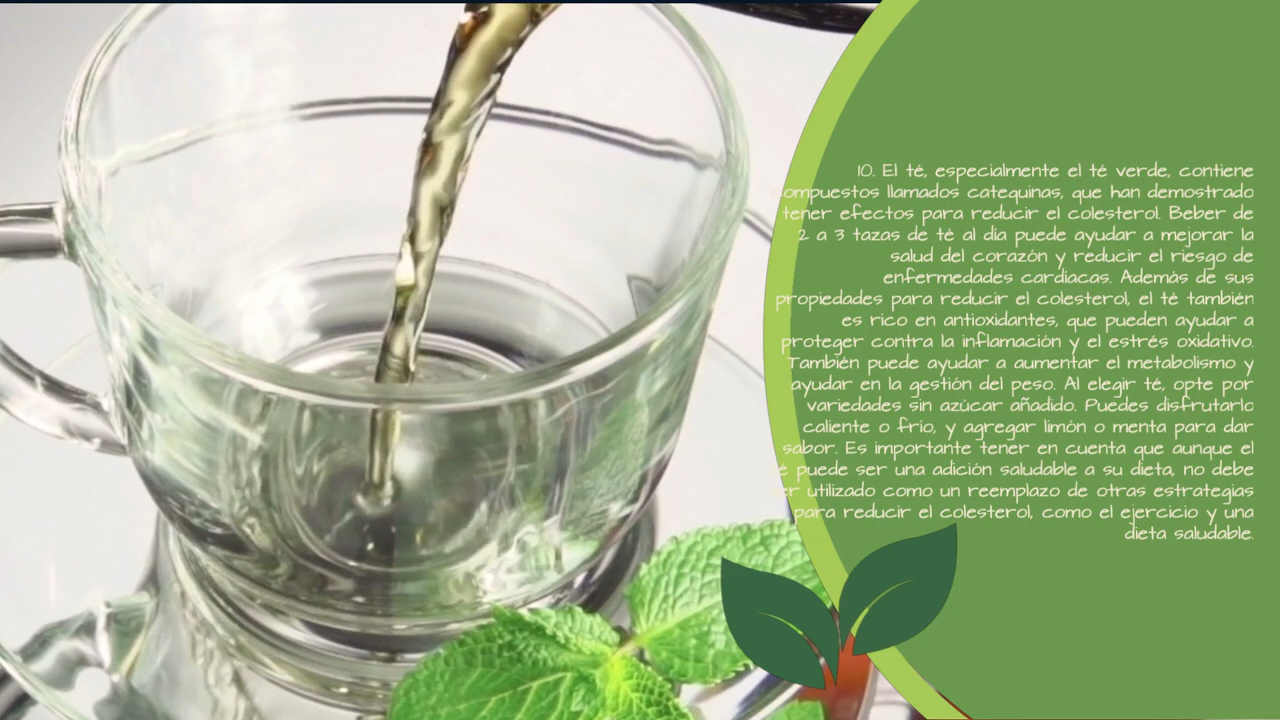 10. El té, especialmente el té verde, contiene
compuestos llamados catequinas, que han demostrado
tener efectos para reducir el colesterol. Beber de
2 a 3 tazas de té al día puede ayudar a mejorar la
salud del corazón y reducir el riesgo de
enfermedades cardíacas. Además de sus
propiedades para reducir el colesterol, el té también
es rico en antioxidantes, que pueden ayudar a
proteger contra la inflamación y el estrés oxidativo.
También puede ayudar a aumentar el metabolismo y
ayudar en la gestión del peso. Al elegir té, opte por
variedades sin azúcar añadido. Puedes disfrutarlo
caliente o frío, y agregar limón o menta para dar
sabor. Es importante tener en cuenta que aunque el
té puede ser una adición saludable a su dieta, no debe
ser utilizado como un reemplazo de otras estrategias
para reducir el colesterol, como el ejercicio y una
dieta saludable.